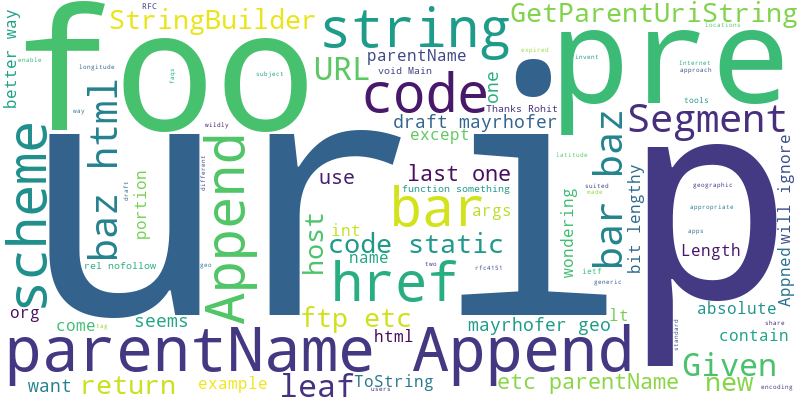 better way
RFC
StringBuilder
string
GetParentUriString
foo
pre
locations
enable
longitude
faqs
subject
URL
parentName
void Main
one
expired
invent
Internet
approach
tools
way
scheme
baz html
code
Thanks Rohit
draft mayrhofer
Segment
wildly
except
uri
p
Append
portion
draft
different
use
last one
function something
bar
args
latitude
suited
made
bar baz
bit lengthy
geographic
appropriate
apps
will ignore
Appned
host
int
code static
name
wondering
ietf
Length
rel nofollow
geo
href
two
rfc4151
generic
org
come
tag
seems
ftp etc
mayrhofer geo
lt
absolute
share
contain
standard
parentName Append
html
Given
want
return
example
leaf
ToString
users
etc parentName
new
encoding